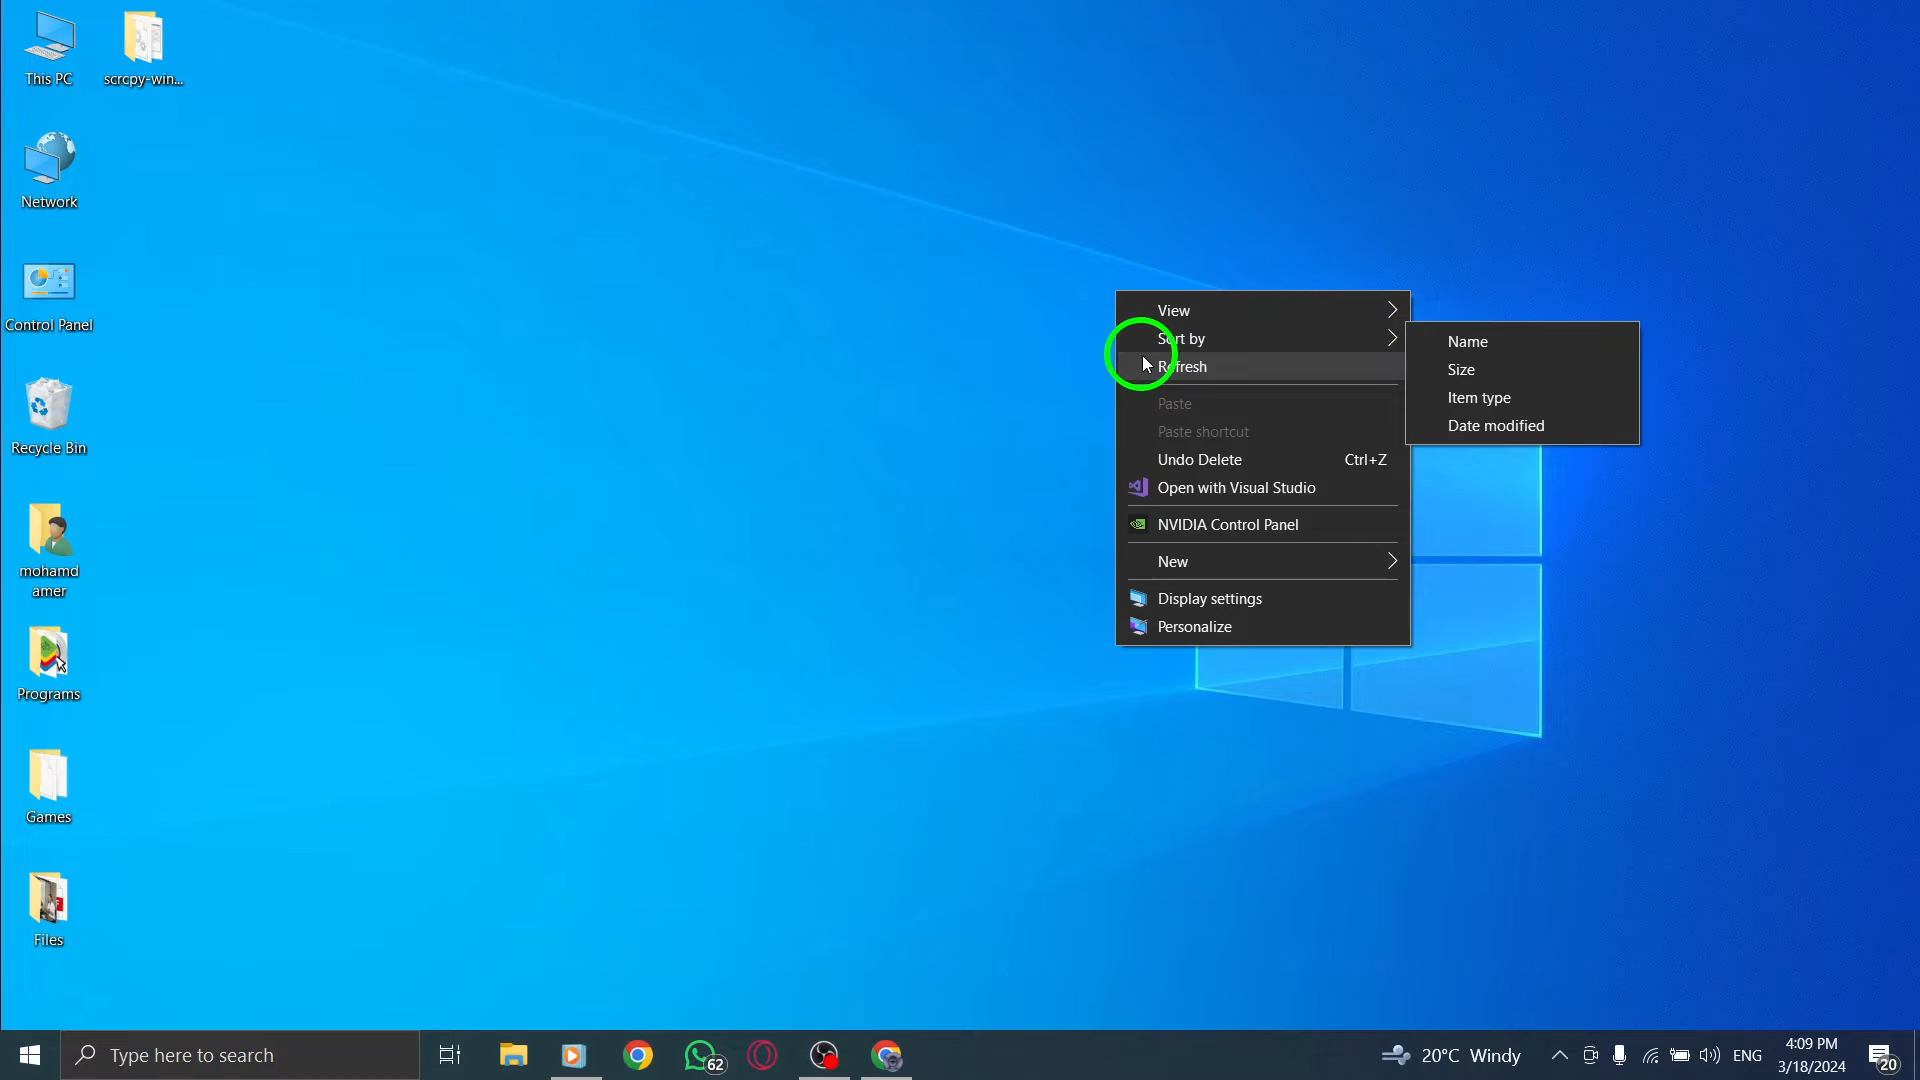 This PC
scrcpy-win...
Network
Control Panel
Recycle Bin
mohamd
amer
Programs
Games
Files
View
Sort by
Refresh
Paste
Paste shortcut
Undo Delete Ctrl+Z
Open with Visual Studio
NVIDIA Control Panel
New
Display settings
Personalize
Name
Size
Item type
Date modified
Type here to search
62
20°C Windy
ENG
4:09 PM
3/18/2024
20